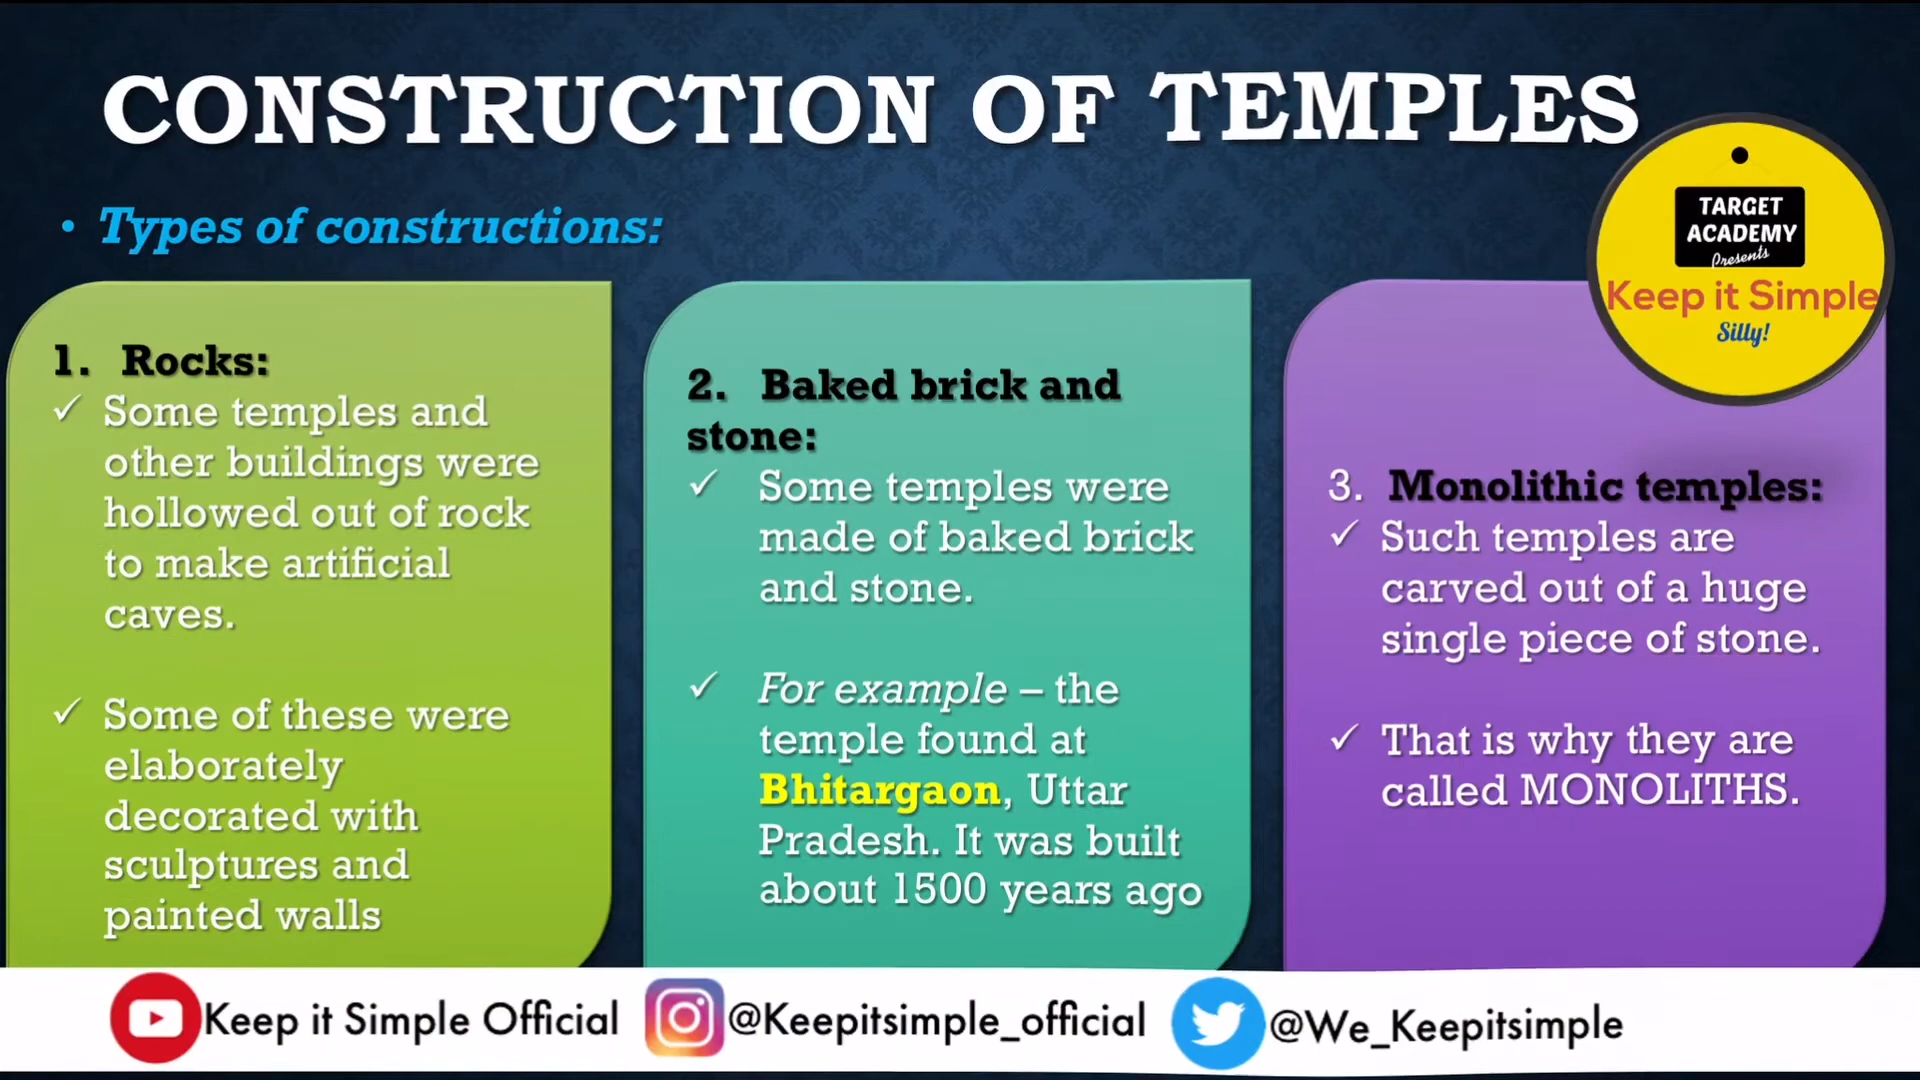 CONSTRUCTION OF TEMPLES
• Types of constructions:
TARGET
ACADEMY
Presents
Keep it Simple
Silly!
1. Rocks:
✓ Some temples and
other buildings were
hollowed out of rock
to make artificial
caves.
✓ Some of these were
elaborately
decorated with
sculptures and
painted walls
2. Baked brick and
stone:
✓ Some temples were
made of baked brick
and stone.
✓ For example – the
temple found at
Bhitargaon, Uttar
Pradesh. It was built
about 1500 years ago
3. Monolithic temples:
✓ Such temples are
carved out of a huge
single piece of stone.
✓ That is why they are
called MONOLITHS.
Keep it Simple Official @Keepitsimple_official @We_Keepitsimple